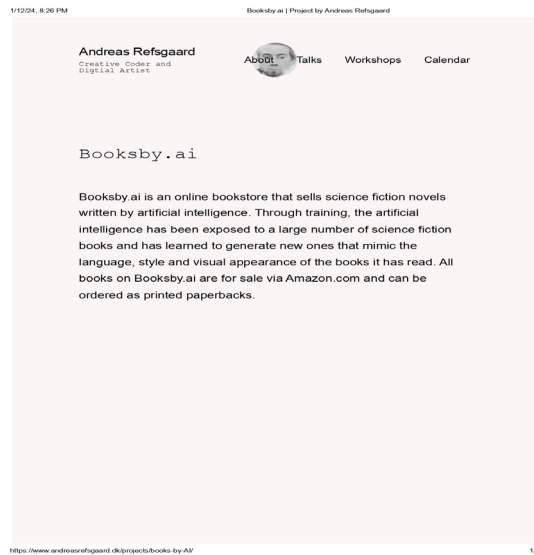 1/12/24, 8:26 PM Booksby.ai | Project by Andreas Refsgaard
Andreas Refsgaard
Creative Coder and
Digtial Artist
About Talks Workshops Calendar
Booksby.ai
Booksby.ai is an online bookstore that sells science fiction novels
written by artificial intelligence. Through training, the artificial
intelligence has been exposed to a large number of science fiction
books and has learned to generate new ones that mimic the
language, style and visual appearance of the books it has read. All
books on Booksby.ai are for sale via Amazon.com and can be
ordered as printed paperbacks.
https://www.andreasrefsgaard.dk/projects/books-by-AI/ 1/